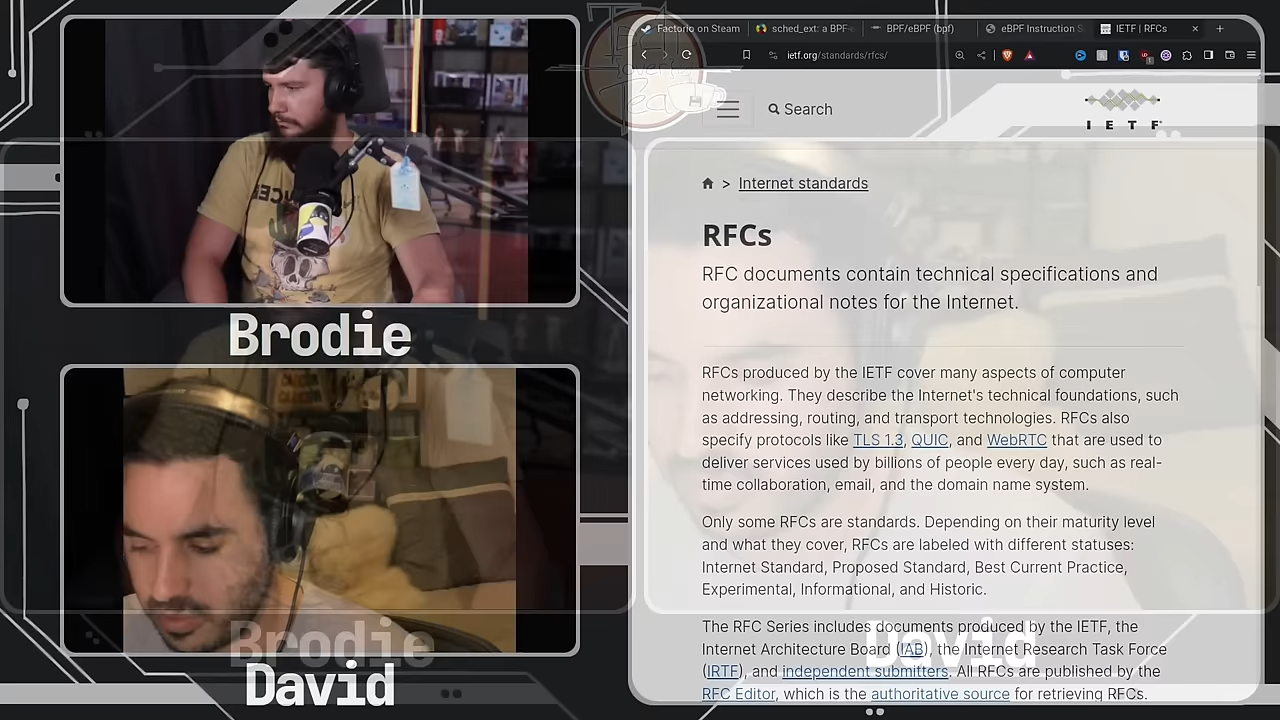 Factorio on Steam
sched_ext: a BPF-
BPF/eBPF (bpf)
eBPF Instruction S
IETF | RFCs
ietf.org/standards/rfcs/
Search
I E T F
> Internet standards
RFCs
RFC documents contain technical specifications and
organizational notes for the Internet.
RFCs produced by the IETF cover many aspects of computer
networking. They describe the Internet's technical foundations, such
as addressing, routing, and transport technologies. RFCs also
specify protocols like TLS 1.3, QUIC, and WebRTC that are used to
deliver services used by billions of people every day, such as real-
time collaboration, email, and the domain name system.
Only some RFCs are standards. Depending on their maturity level
and what they cover, RFCs are labeled with different statuses:
Internet Standard, Proposed Standard, Best Current Practice,
Experimental, Informational, and Historic.
The RFC Series includes documents produced by the IETF, the
Internet Architecture Board (IAB), the Internet Research Task Force
(IRTF), and independent submitters. All RFCs are published by the
RFC Editor, which is the authoritative source for retrieving RFCs.
Brodie
Brodie
David
David
Tech
Over
Tea